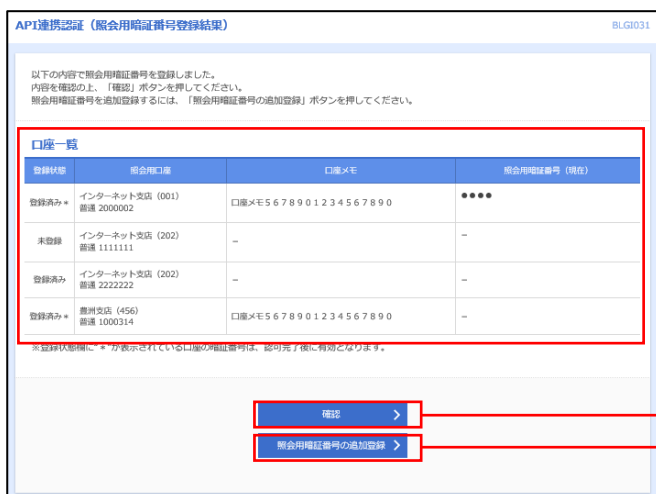 API連携認証（照会用暗証番号登録結果）
BLGI031
以下の内容で照会用暗証番号を登録しました。
内容を確認の上、「確認」ボタンを押してください。
照会用暗証番号を追加登録するには、「照会用暗証番号の追加登録」ボタンを押してください。
口座一覧
登録状態 照会用口座 口座メモ 照会用暗証番号（現在）
登録済み＊ インターネット支店（001） 口座メモ５６７８９０１２３４５６７８９０ ●●●●
普通 2000002
未登録 インターネット支店（202） － －
普通 1111111
登録済み インターネット支店（202） － －
普通 2222222
登録済み＊ 豊洲支店（456） 口座メモ５６７８９０１２３４５６７８９０ －
普通 1000314
※登録状態欄に"＊"が表示されている口座の暗証番号は、認可完了後に有効となります。
確認
照会用暗証番号の追加登録